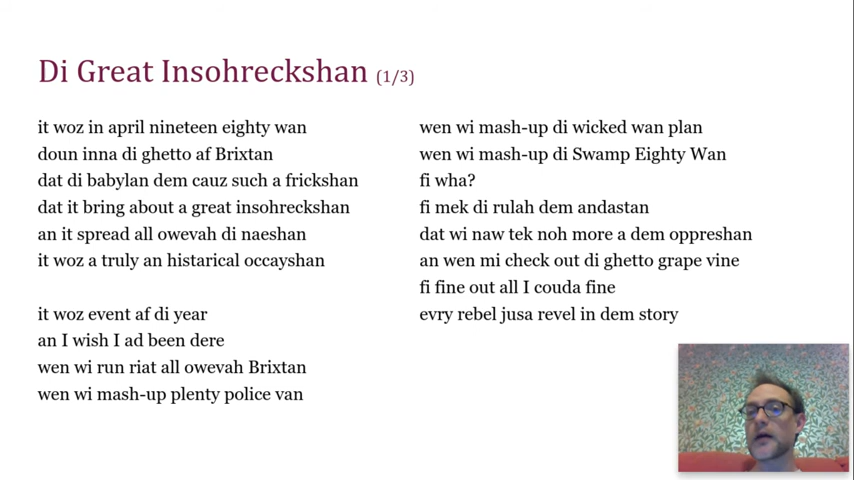 Di Great Insohreckshan (1/3)
it woz in april nineteen eighty wan
doun inna di ghetto af Brixtan
dat di babylan dem cauz such a frickshan
dat it bring about a great insohreckshan
an it spread all owevah di naeshan
it woz a truly an histarical occayshan
it woz event af di year
an I wish I ad been dere
wen wi run riat all owevah Brixtan
wen wi mash-up plenty police van
wen wi mash-up di wicked wan plan
wen wi mash-up di Swamp Eighty Wan
fi wha?
fi mek di rulah dem andastan
dat wi naw tek noh more a dem oppreshan
an wen mi check out di ghetto grape vine
fi fine out all I couda fine
evry rebel jusa revel in dem story